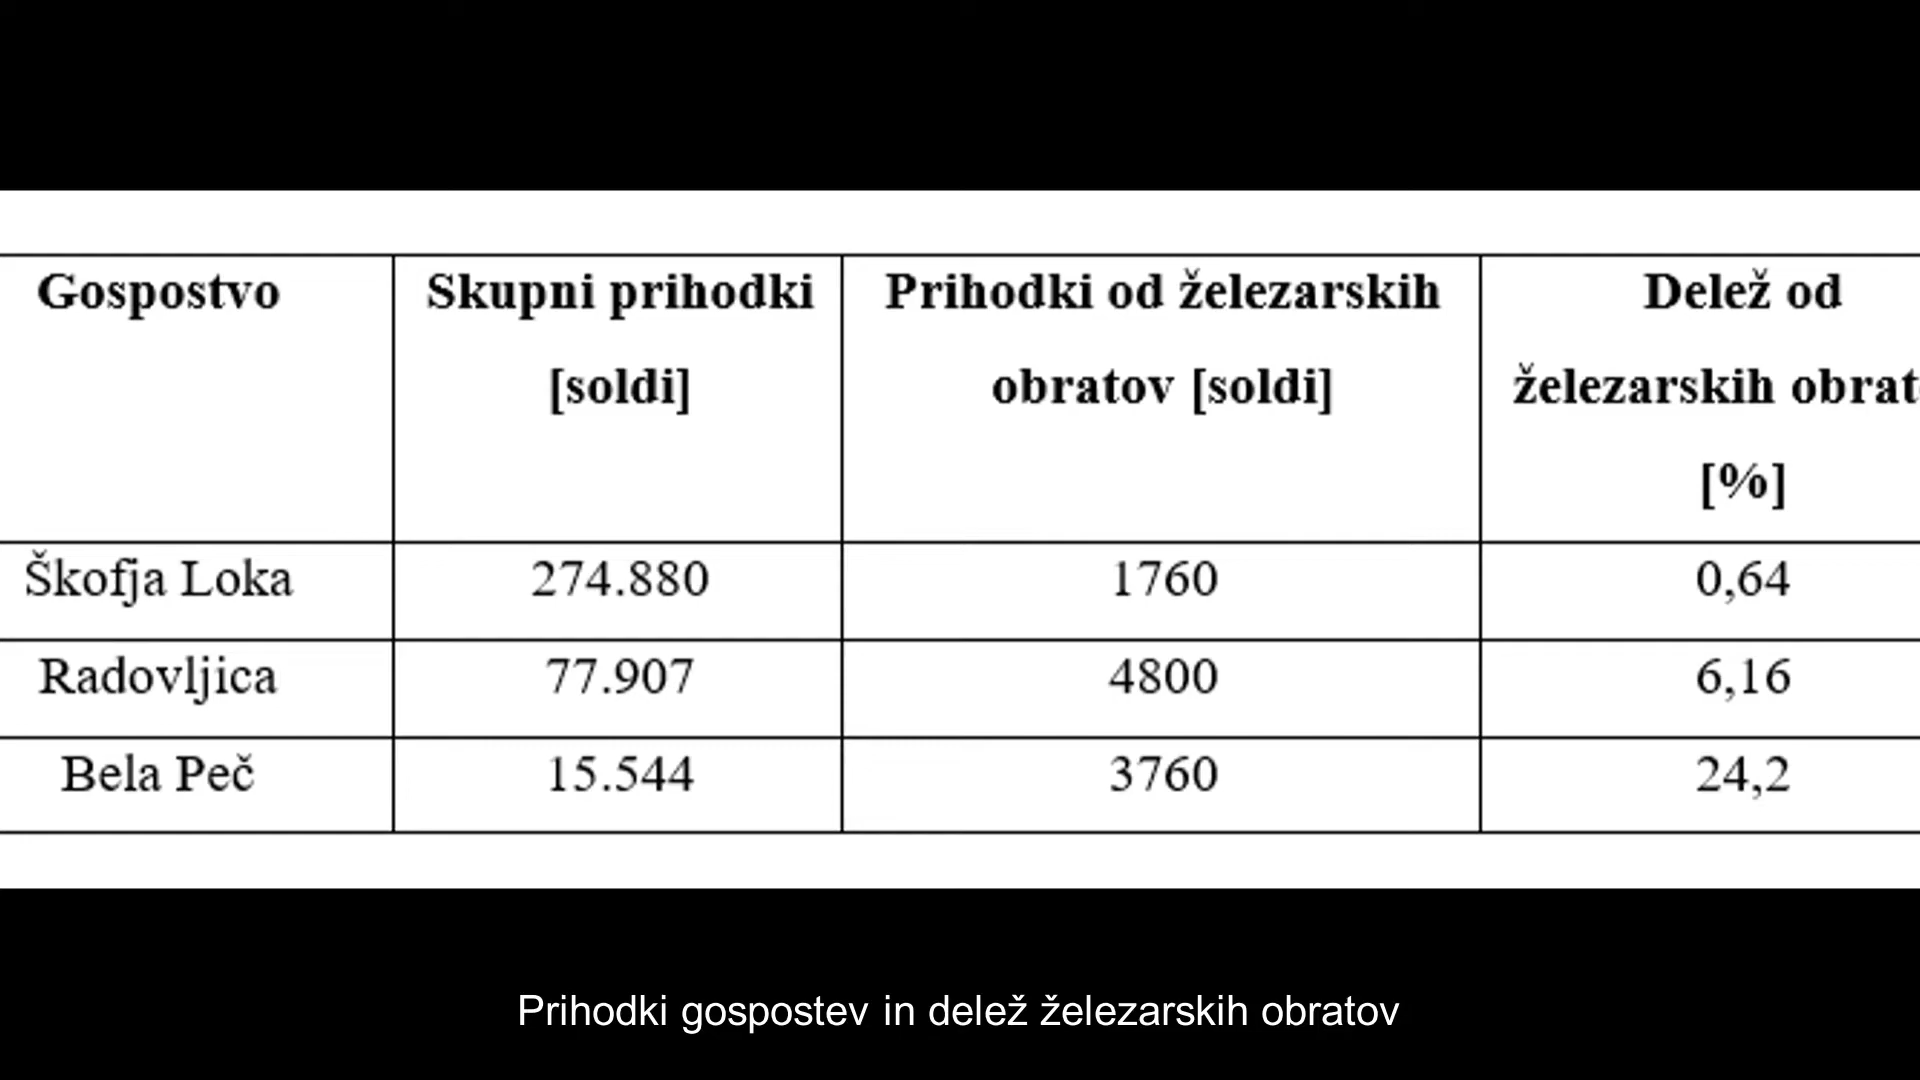 Gospostvo Skupni prihodki Prihodki od železarskih Delež od
[soldi] obratov [soldi] železarskih obrat
[%]
Škofja Loka 274.880 1760 0,64
Radovljica 77.907 4800 6,16
Bela Peč 15.544 3760 24,2
Prihodki gospostev in delež železarskih obratov